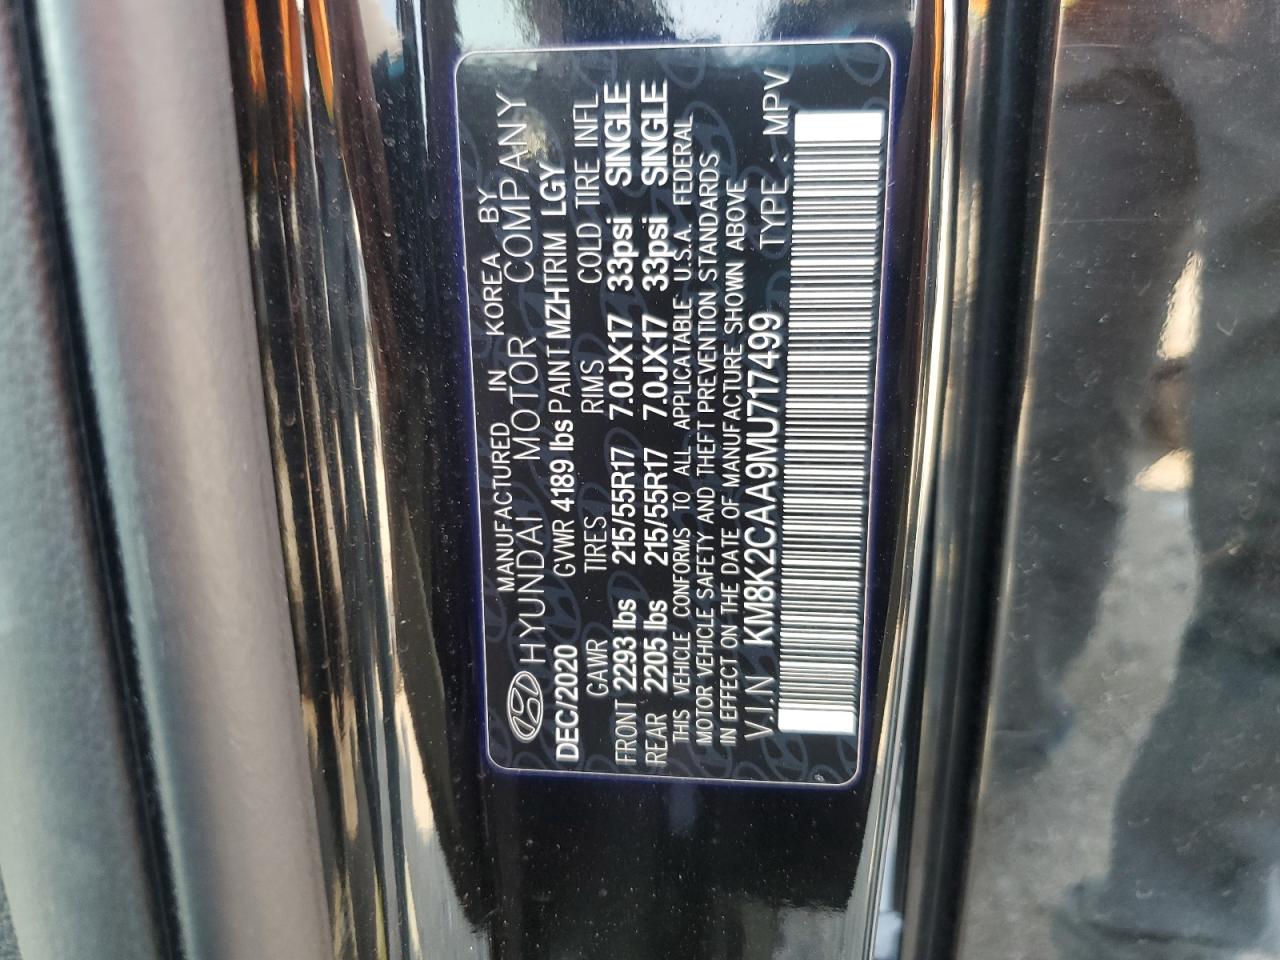 MANUFACTURED IN KOREA BY
HYUNDAI MOTOR COMPANY
DEC/2020 GVWR 4189 lbs PAINT MZHTRIM LGY
GAWR TIRES RIMS COLD TIRE INFL
FRONT 2293 lbs 215/55R17 7.0JX17 33psi SINGLE
REAR 2205 lbs 215/55R17 7.0JX17 33psi SINGLE
THIS VEHICLE CONFORMS TO ALL APPLICATABLE U.S.A. FEDERAL
MOTOR VEHICLE SAFETY AND THEFT PREVENTION STANDARDS
IN EFFECT ON THE DATE OF MANUFACTURE SHOWN ABOVE
V.I.N KM8K2CAA9MU717499 TYPE : MPV